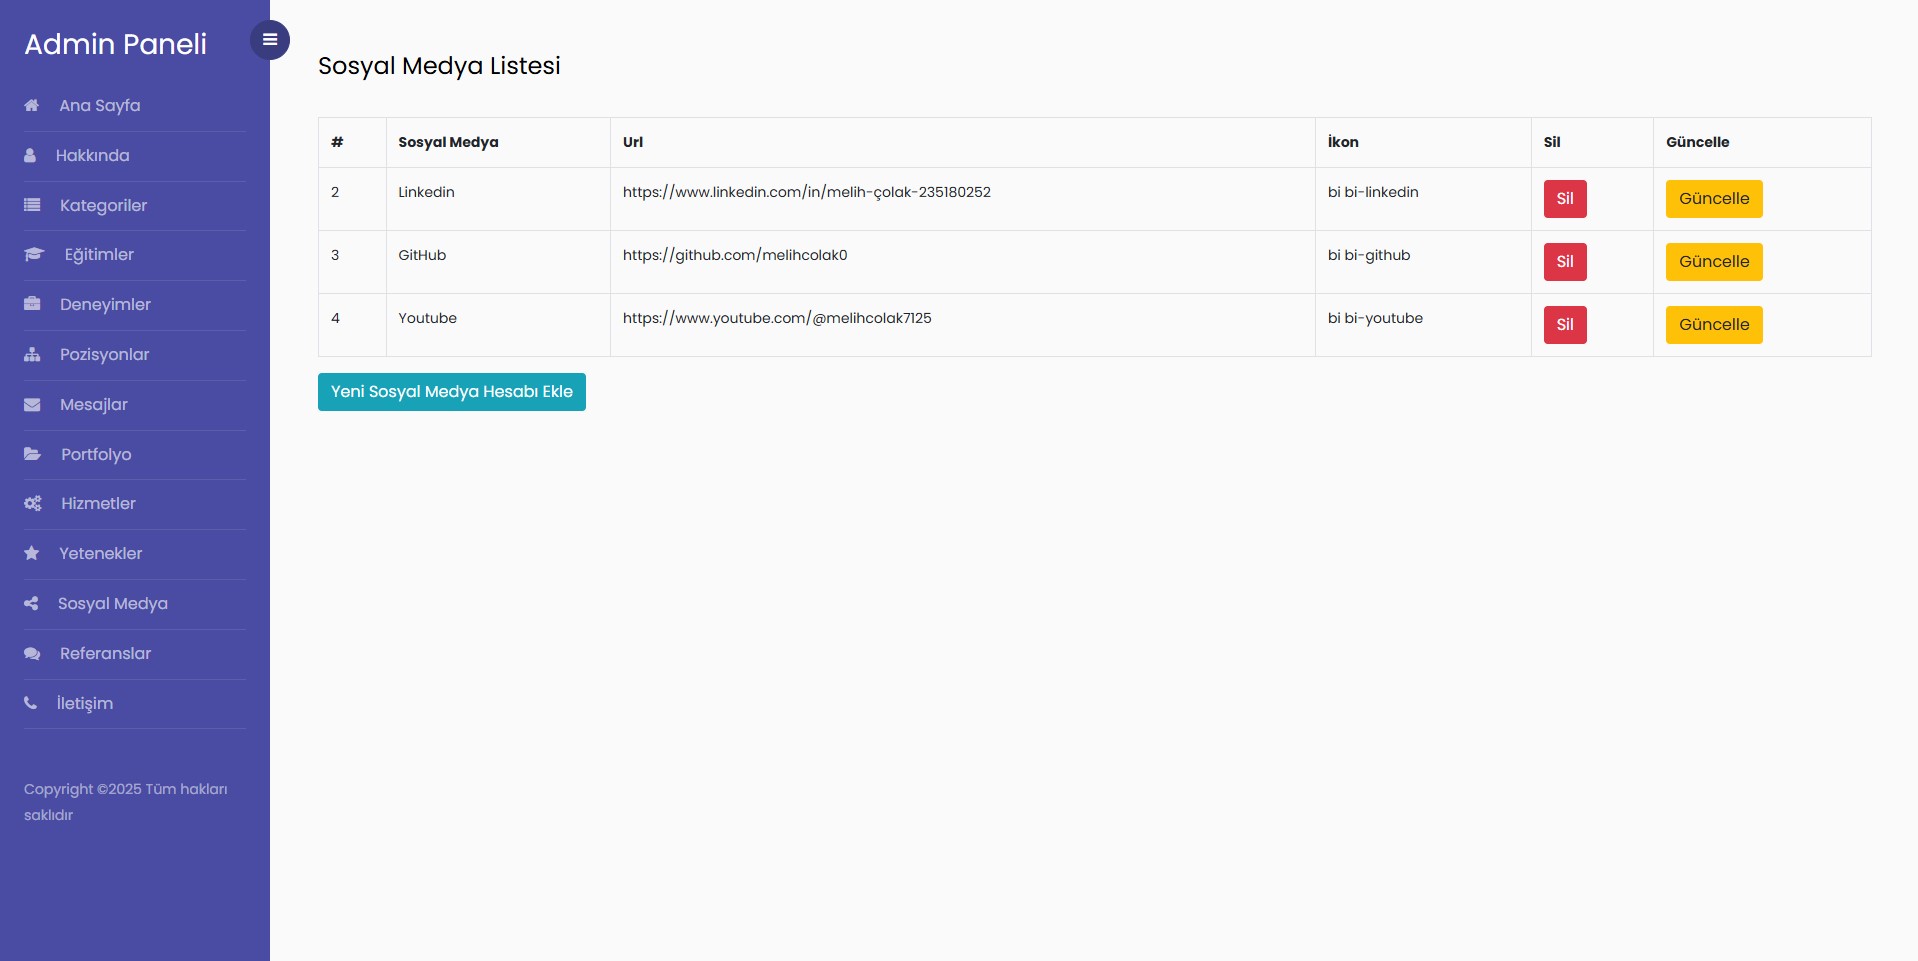 Admin Paneli
Ana Sayfa
Hakkında
Kategoriler
Eğitimler
Deneyimler
Pozisyonlar
Mesajlar
Portfolyo
Hizmetler
Yetenekler
Sosyal Medya
Referanslar
İletişim
Copyright ©2025 Tüm hakları
saklıdır
Sosyal Medya Listesi
# Sosyal Medya Url İkon Sil Güncelle
2 Linkedin https://www.linkedin.com/in/melih-çolak-235180252 bi bi-linkedin Sil Güncelle
3 GitHub https://github.com/melihcolak0 bi bi-github Sil Güncelle
4 Youtube https://www.youtube.com/@melihcolak7125 bi bi-youtube Sil Güncelle
Yeni Sosyal Medya Hesabı Ekle